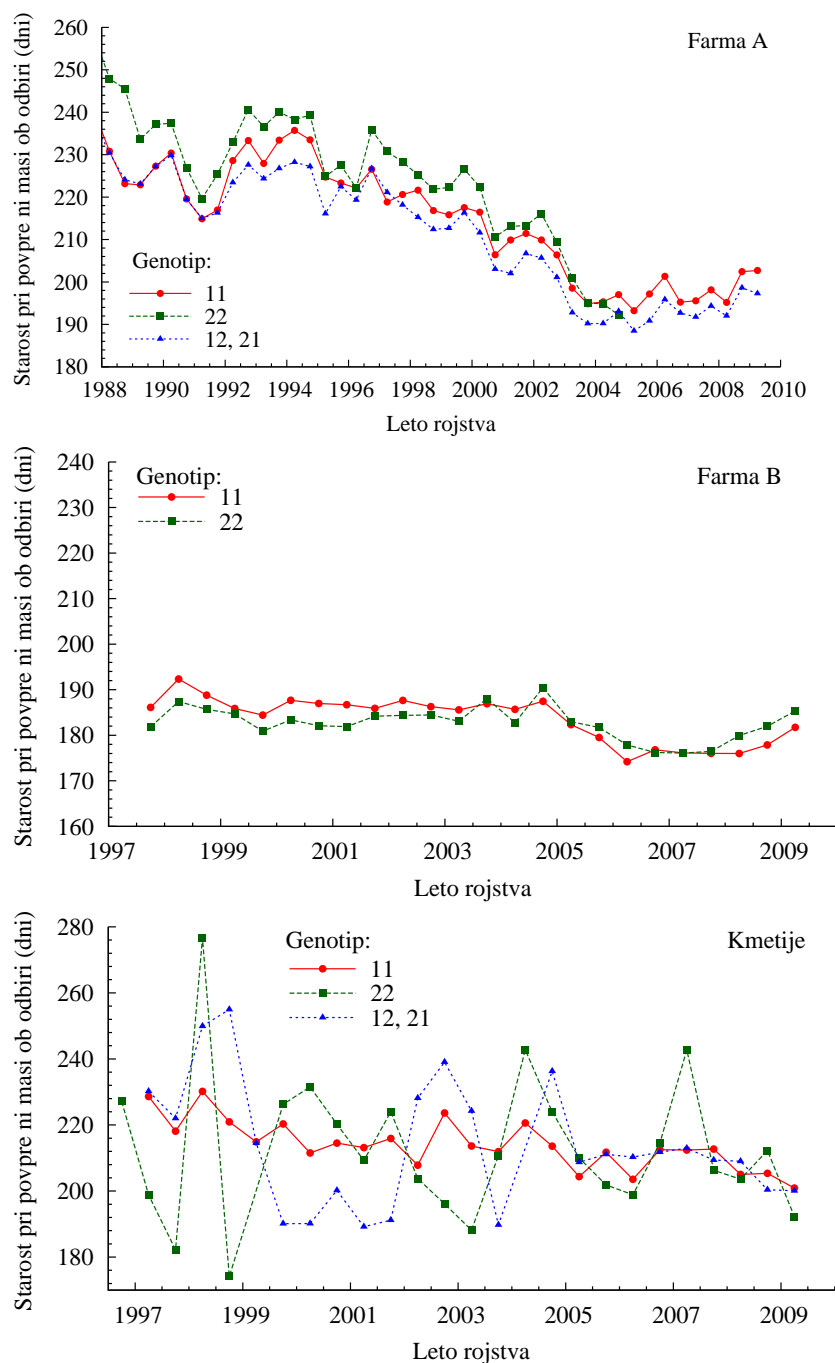 Farma A
Starost pri povpre ni masi ob odbiri (dni)
260
250
240
230
220
210
200
190
180
Genotip:
11
22
12, 21
1988 1990 1992 1994 1996 1998 2000 2002 2004 2006 2008 2010
Leto rojstva
Farma B
Starost pri povpre ni masi ob odbiri (dni)
240
230
220
210
200
190
180
170
160
Genotip:
11
22
1997 1999 2001 2003 2005 2007 2009
Leto rojstva
Kmetije
Starost pri povpre ni masi ob odbiri (dni)
280
260
240
220
200
180
Genotip:
11
22
12, 21
1997 1999 2001 2003 2005 2007 2009
Leto rojstva